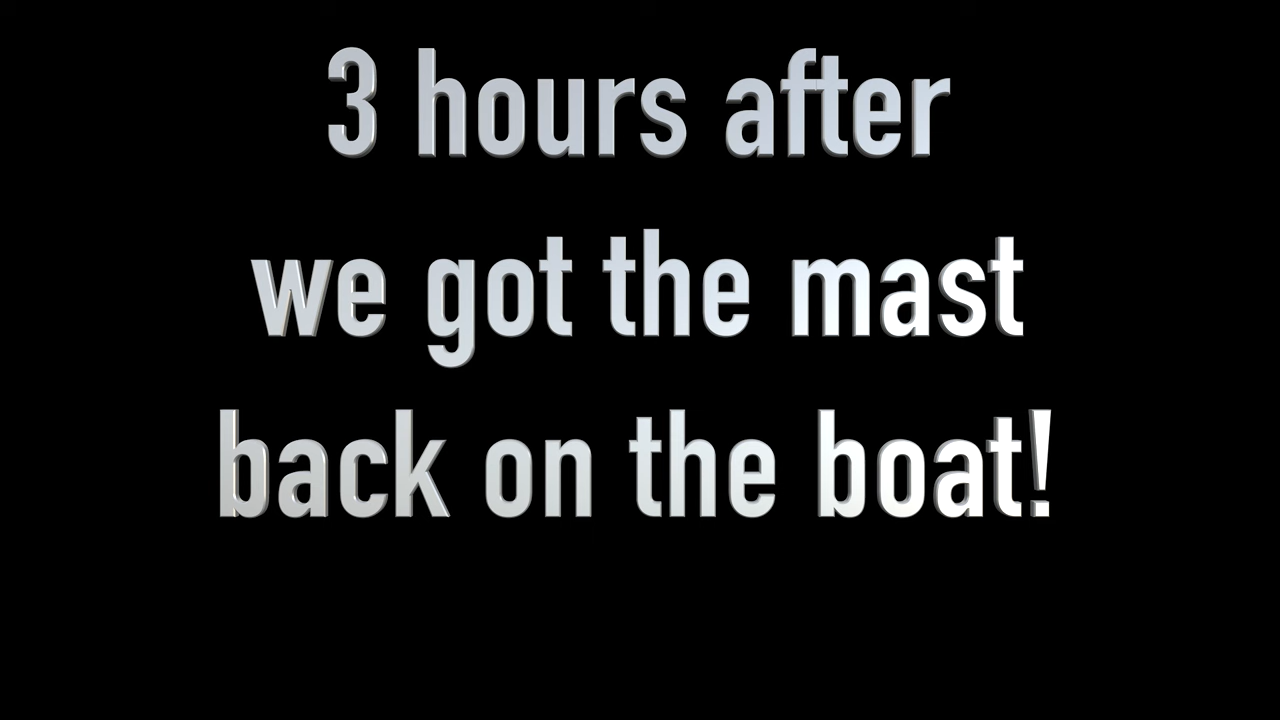 3 hours after
we got the mast
back on the boat!